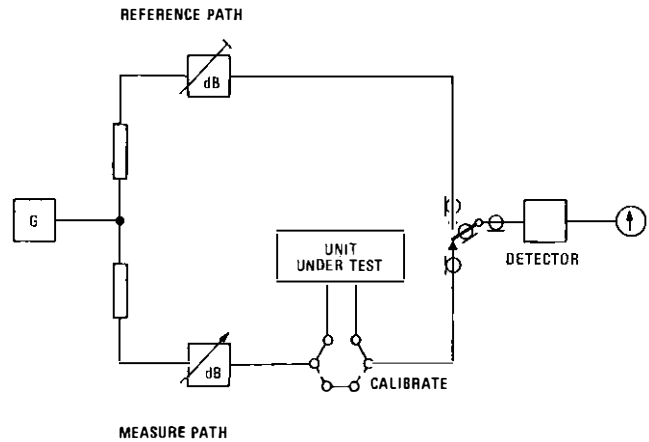 REFERENCE PATH
dB
G
UNIT
UNDER TEST
DETECTOR
dB
CALIBRATE
MEASURE PATH